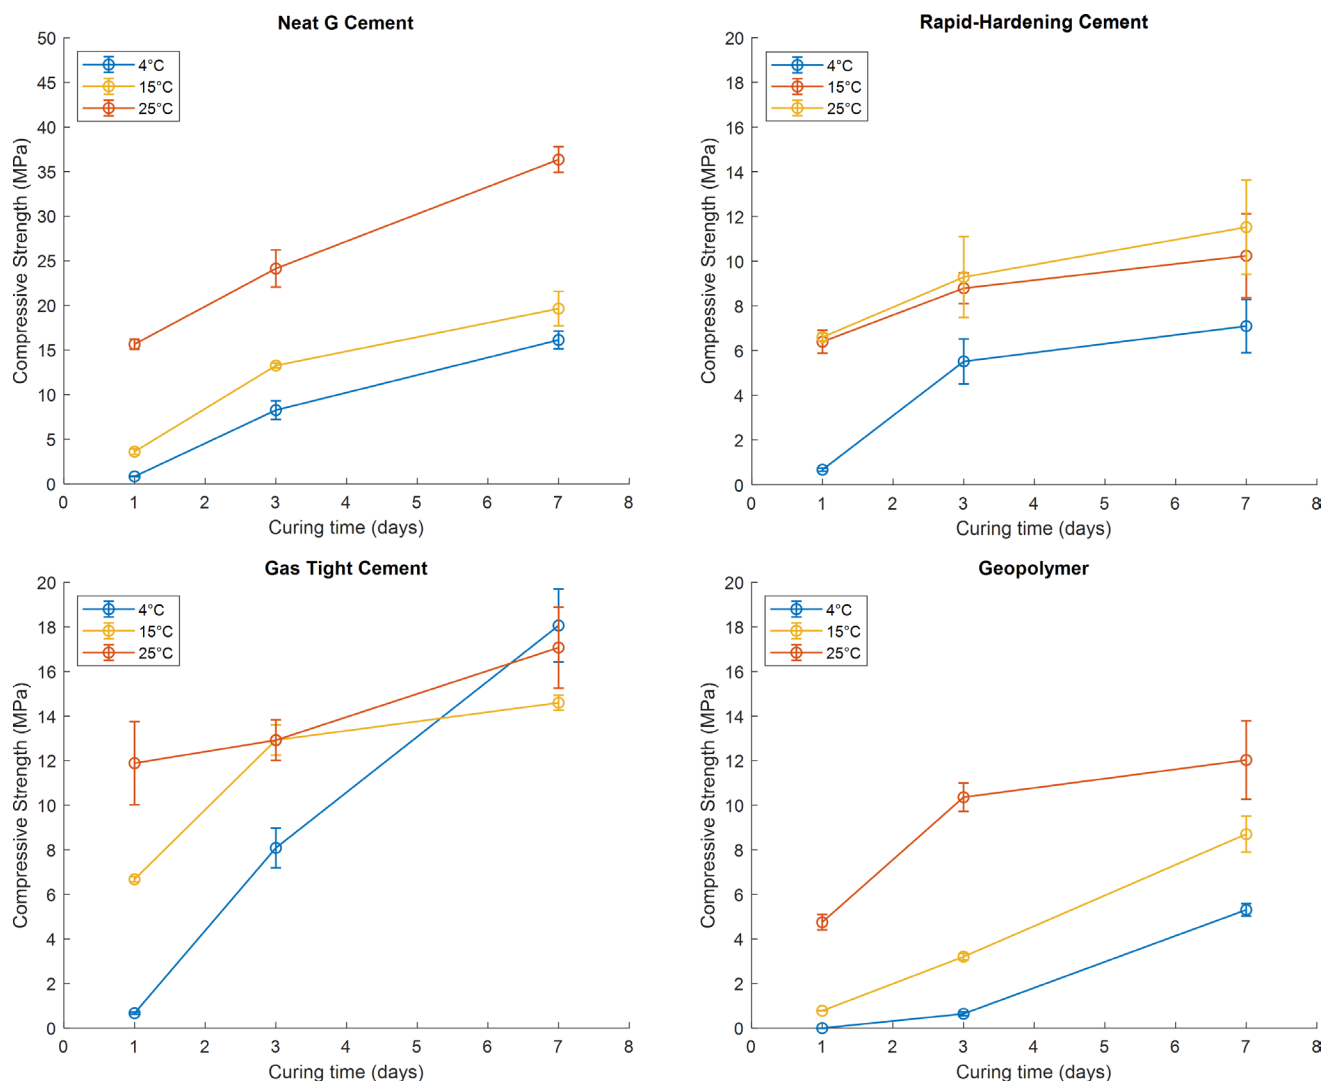 Neat G Cement
50
45
40
35
30
25
20
15
10
5
0
Compressive Strength (MPa)
4°C
15°C
25°C
0 1 2 3 4 5 6 7 8
Curing time (days)
Rapid-Hardening Cement
20
18
16
14
12
10
8
6
4
2
0
Compressive Strength (MPa)
4°C
15°C
25°C
0 1 2 3 4 5 6 7 8
Curing time (days)
Gas Tight Cement
20
18
16
14
12
10
8
6
4
2
0
Compressive Strength (MPa)
4°C
15°C
25°C
0 1 2 3 4 5 6 7 8
Curing time (days)
Geopolymer
20
18
16
14
12
10
8
6
4
2
0
Compressive Strength (MPa)
4°C
15°C
25°C
0 1 2 3 4 5 6 7 8
Curing time (days)